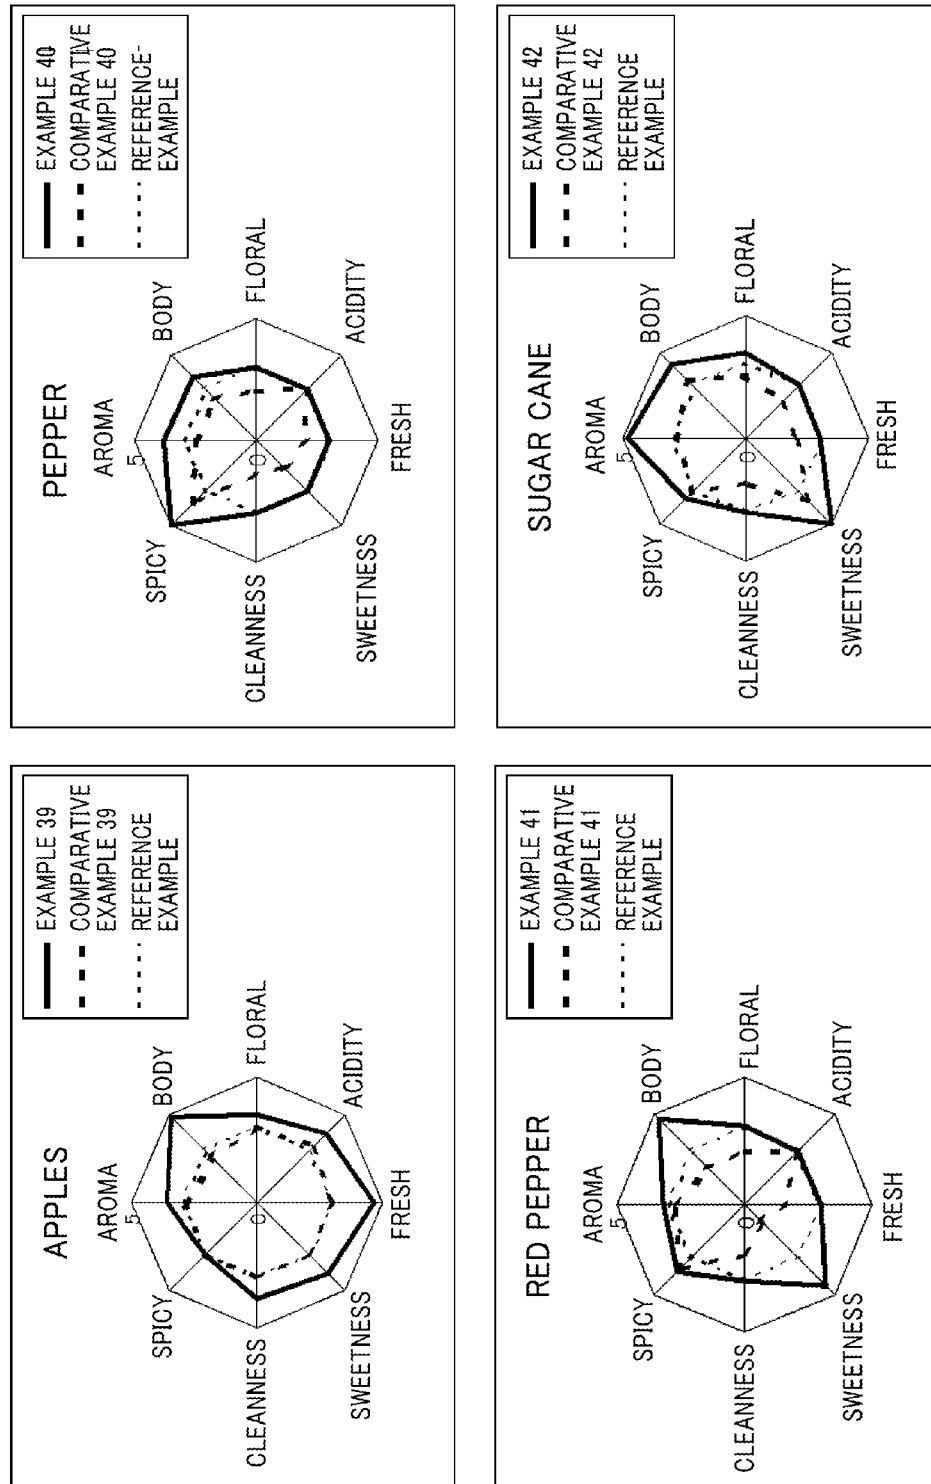 APPLES
EXAMPLE 39
COMPARATIVE
EXAMPLE 39
REFERENCE
EXAMPLE
AROMA
5
BODY
FLORAL
ACIDITY
FRESH
SWEETNESS
CLEANNESS
SPICY
0
PEPPER
EXAMPLE 40
COMPARATIVE
EXAMPLE 40
REFERENCE-
EXAMPLE
AROMA
5
BODY
FLORAL
ACIDITY
FRESH
SWEETNESS
CLEANNESS
SPICY
0
RED PEPPER
EXAMPLE 41
COMPARATIVE
EXAMPLE 41
REFERENCE
EXAMPLE
AROMA
5
BODY
FLORAL
ACIDITY
FRESH
SWEETNESS
CLEANNESS
SPICY
0
SUGAR CANE
EXAMPLE 42
COMPARATIVE
EXAMPLE 42
REFERENCE
EXAMPLE
AROMA
5
BODY
FLORAL
ACIDITY
FRESH
SWEETNESS
CLEANNESS
SPICY
0